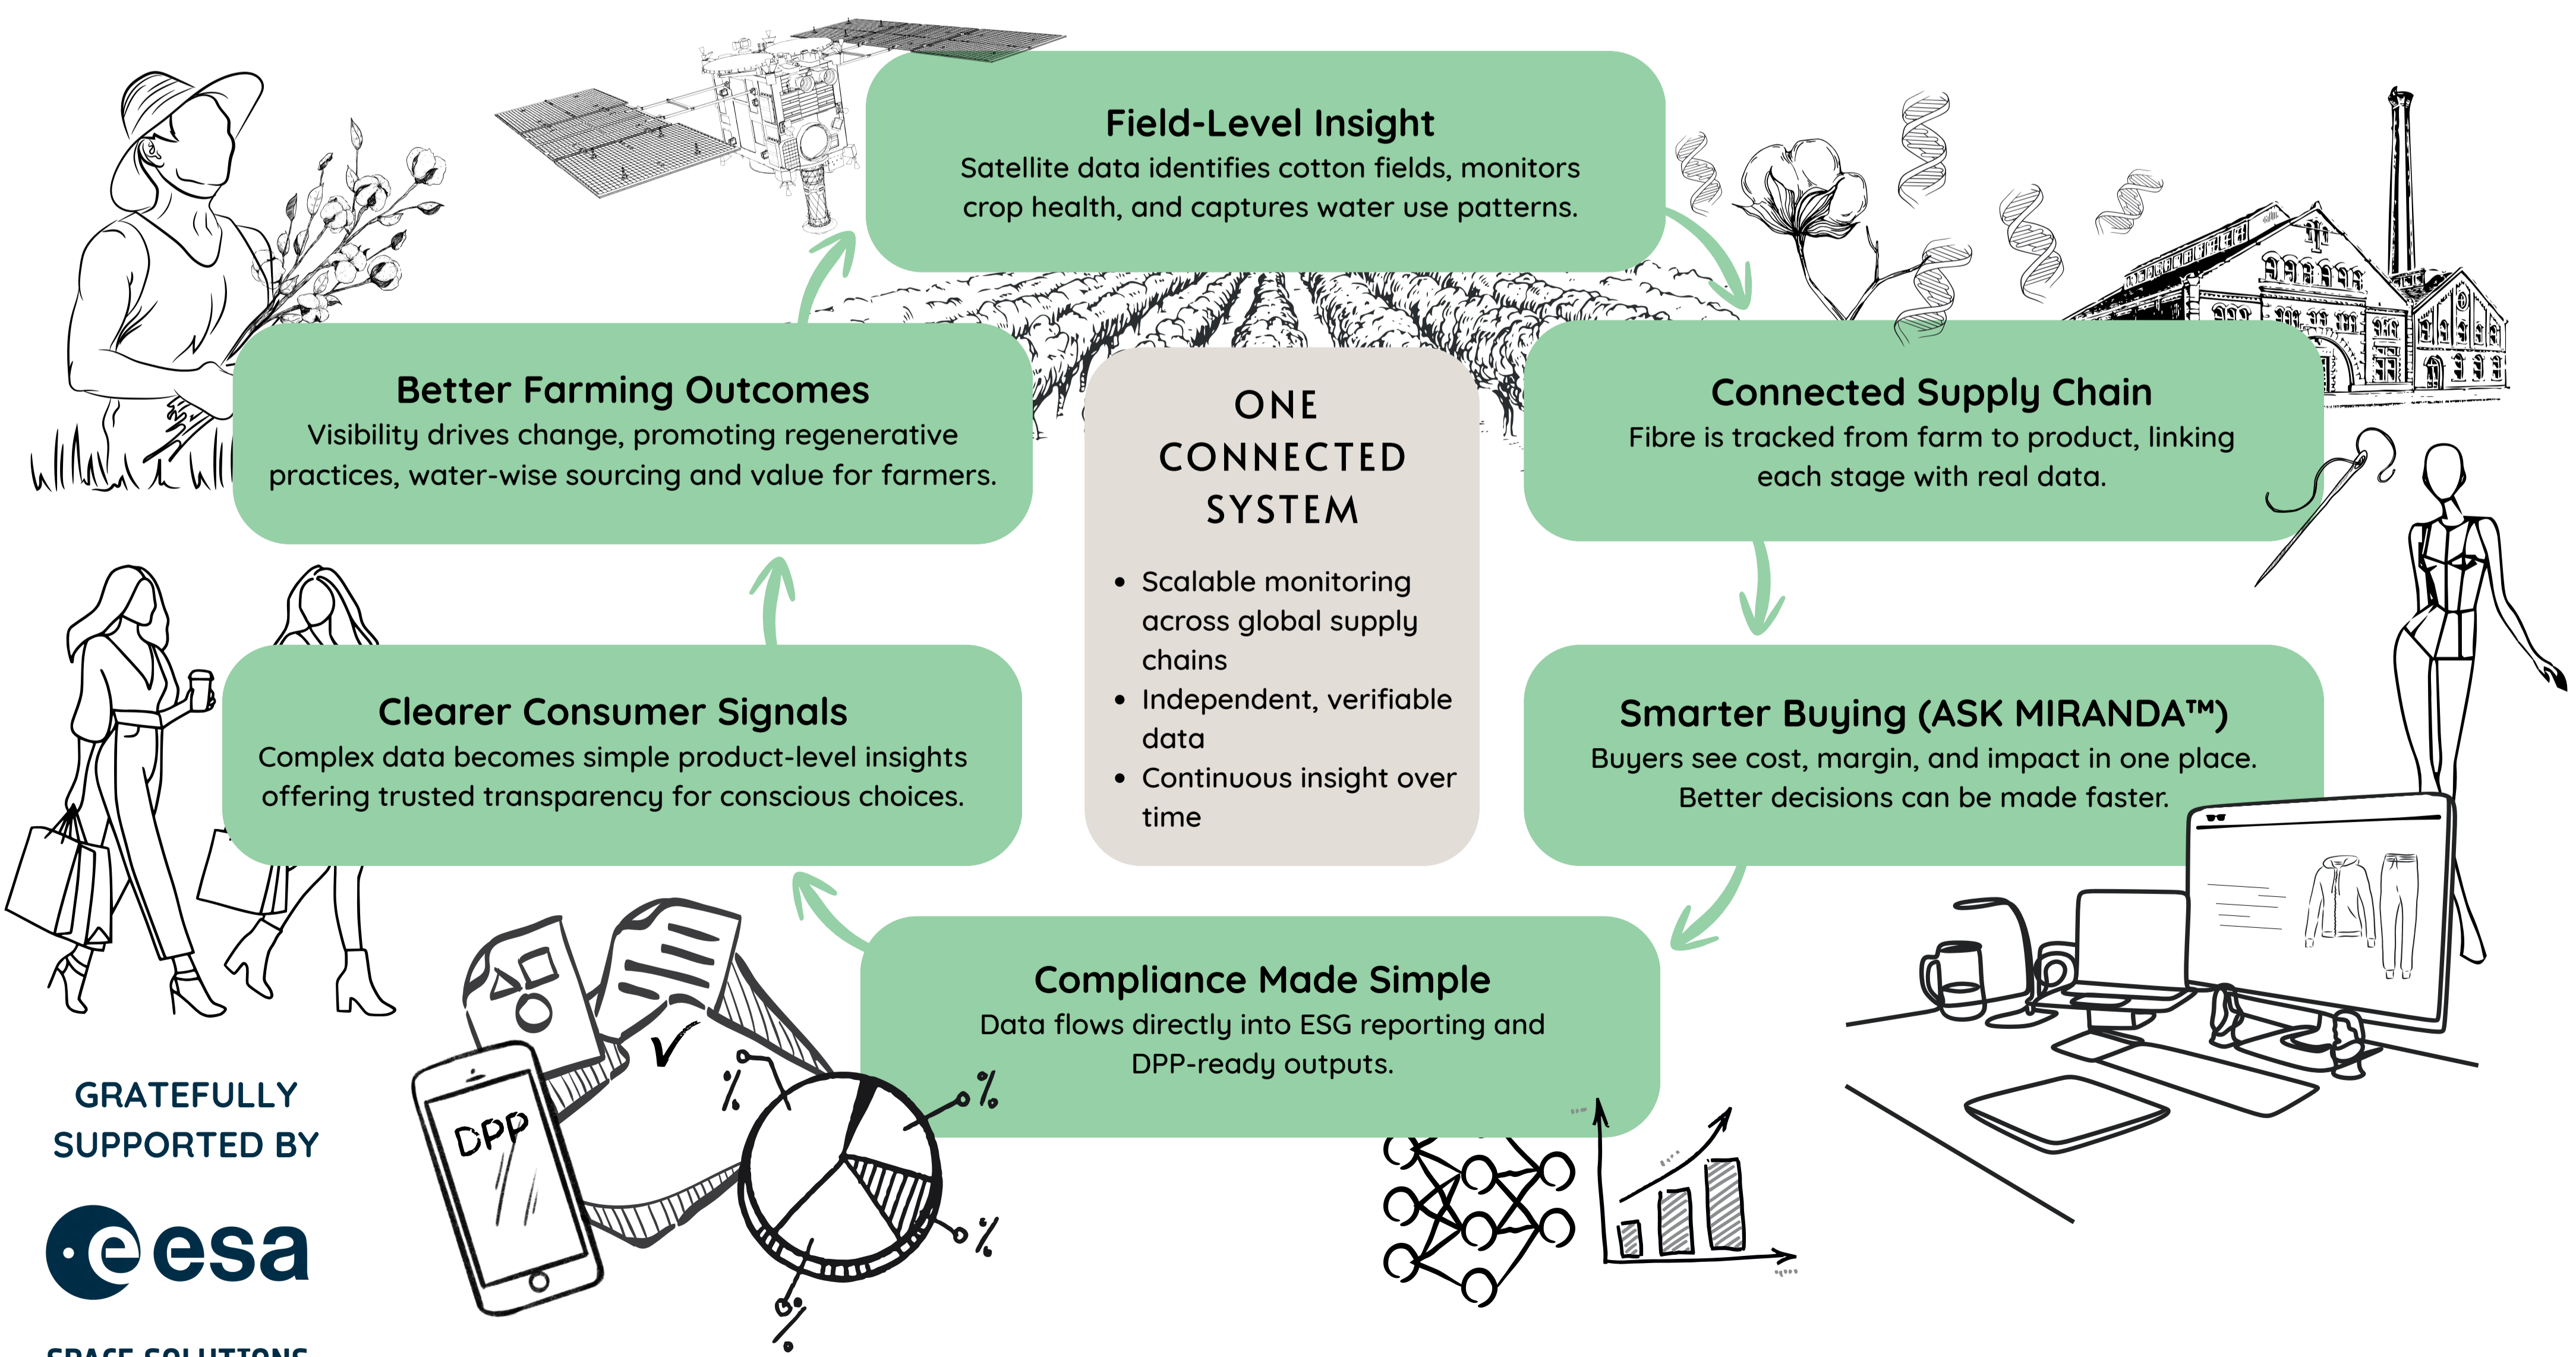 Field-Level Insight
Satellite data identifies cotton fields, monitors
crop health, and captures water use patterns.
Connected Supply Chain
Fibre is tracked from farm to product, linking
each stage with real data.
Smarter Buying (ASK MIRANDA™)
Buyers see cost, margin, and impact in one place.
Better decisions can be made faster.
Compliance Made Simple
Data flows directly into ESG reporting and
DPP-ready outputs.
Clearer Consumer Signals
Complex data becomes simple product-level insights
offering trusted transparency for conscious choices.
Better Farming Outcomes
Visibility drives change, promoting regenerative
practices, water-wise sourcing and value for farmers.
ONE
CONNECTED
SYSTEM
• Scalable monitoring
across global supply
chains
• Independent, verifiable
data
• Continuous insight over
time
DPP
%
%
%
%
GRATEFULLY
SUPPORTED BY
esa
SPACE SOLUTIONS